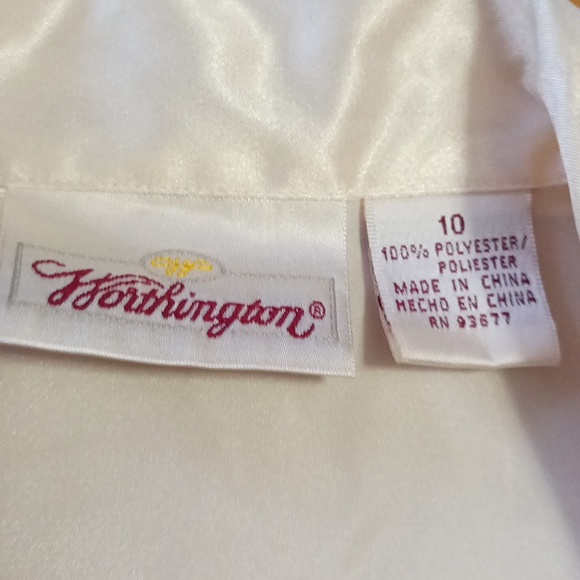 Worthington®
10
100% POLYESTER/
POLIESTER
MADE IN CHINA
HECHO EN CHINA
RN 93677